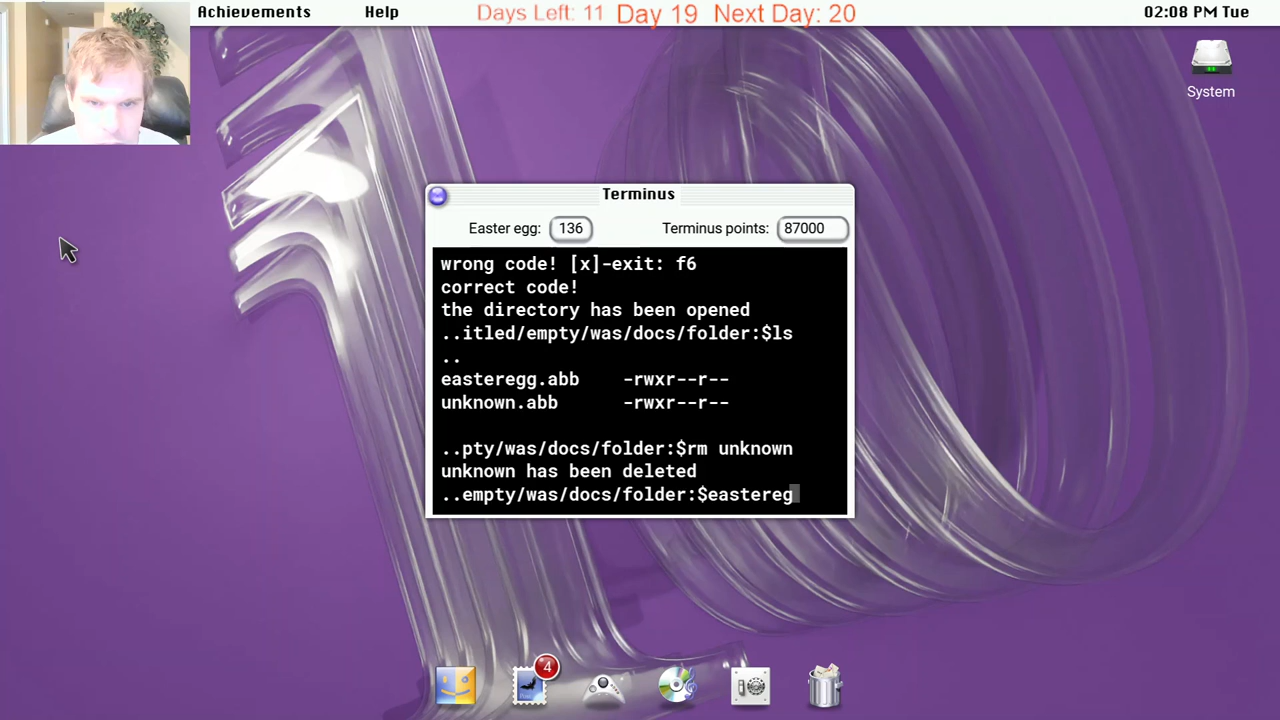 Achievements Help Days Left: 11 Day 19 Next Day: 20 02:08 PM Tue
System
Terminus
Easter egg: 136 Terminus points: 87000
wrong code! [x]-exit: f6
correct code!
the directory has been opened
..itled/empty/was/docs/folder:$ls
..
easteregg.abb -rwxr--r--
unknown.abb -rwxr--r--
..pty/was/docs/folder:$rm unknown
unknown has been deleted
..empty/was/docs/folder:$eastereg
4